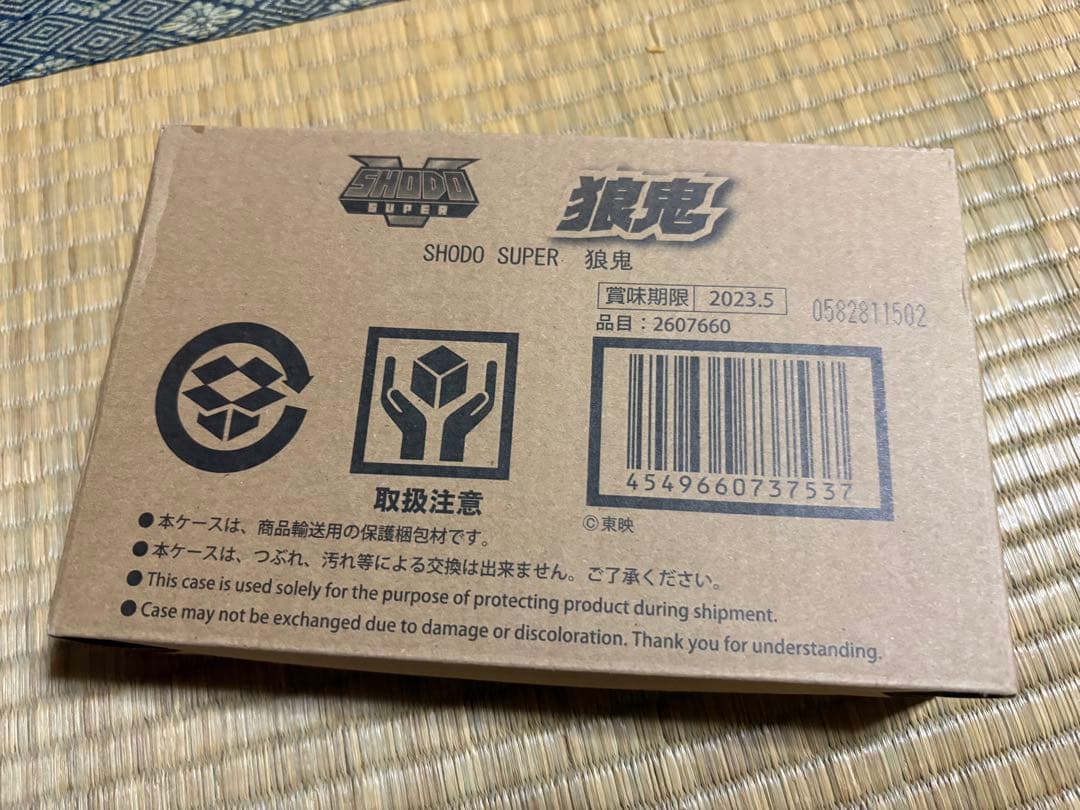 SHODO
SUPER
狼鬼
SHODO SUPER 狼鬼
賞味期限 2023.5
0582811502
品目：2607660
4549660737537
©東映
取扱注意
●本ケースは、商品輸送用の保護梱包材です。
●本ケースは、つぶれ、汚れ等による交換は出来ません。ご了承ください。
●This case is used solely for the purpose of protecting product during shipment.
●Case may not be exchanged due to damage or discoloration. Thank you for understanding.